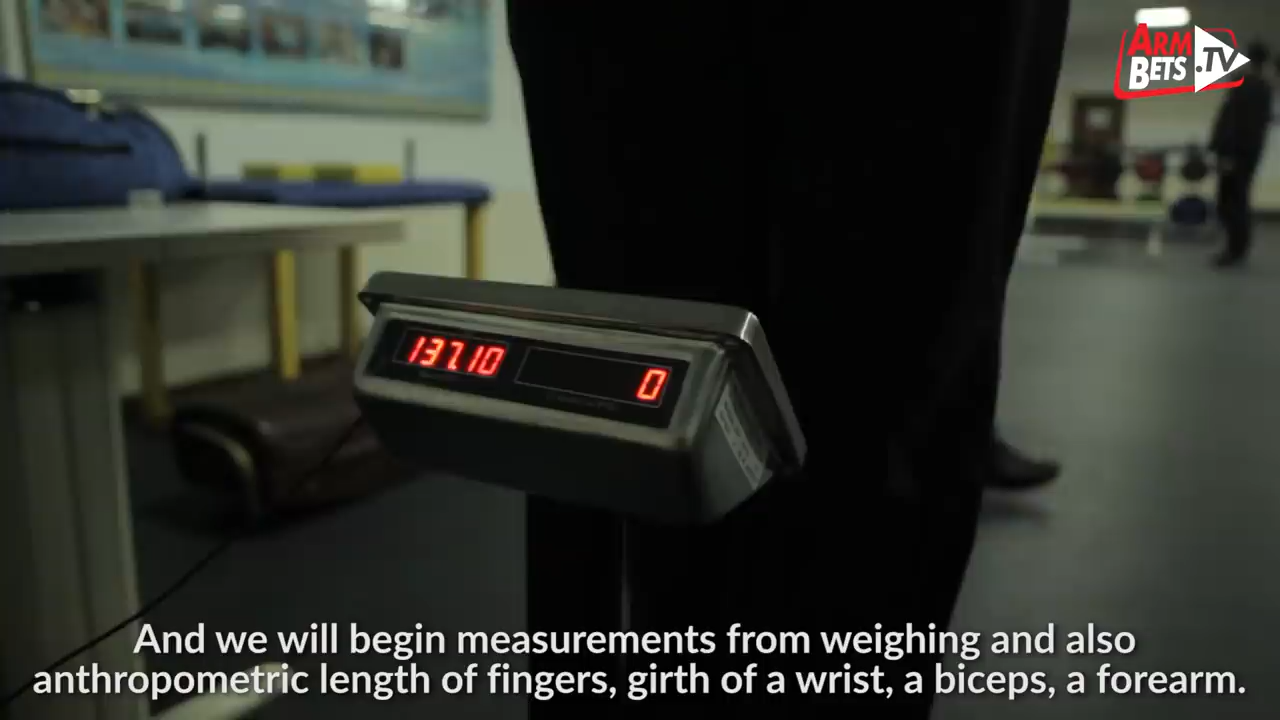 ARM
BETS
.TV
137.10
0
And we will begin measurements from weighing and also
anthropometric length of fingers, girth of a wrist, a biceps, a forearm.